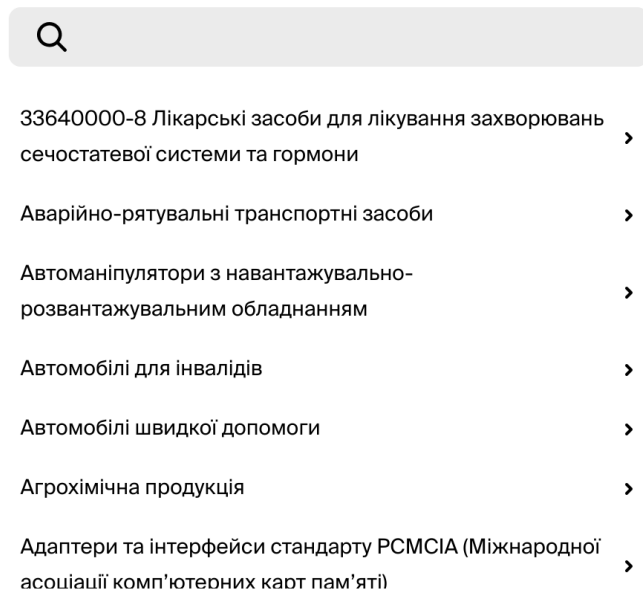 33640000-8 Лікарські засоби для лікування захворювань
сечостатевої системи та гормони
Аварійно-рятувальні транспортні засоби
Автоманіпулятори з навантажувально-
розвантажувальним обладнанням
Автомобілі для інвалідів
Автомобілі швидкої допомоги
Агрохімічна продукція
Адаптери та інтерфейси стандарту PCMCIA (Міжнародної
асоціації комп’ютерних карт пам’яті)